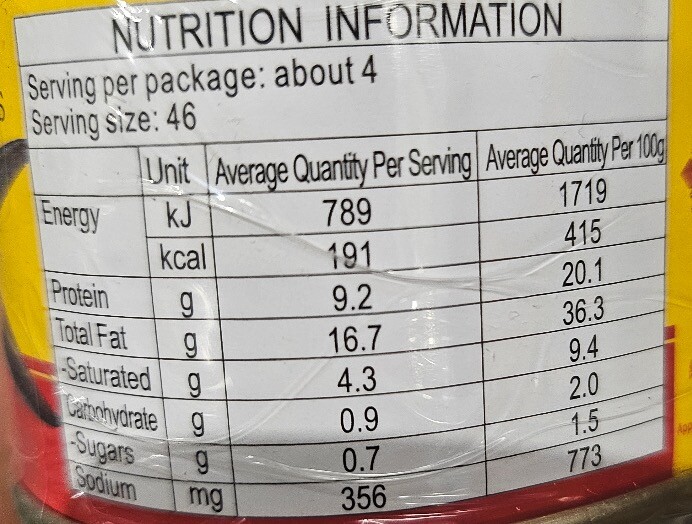 NUTRITION INFORMATION
Serving per package: about 4
Serving size: 46
Unit Average Quantity Per Serving Average Quantity Per 100g
Energy kJ 789 1719
kcal 191 415
Protein g 9.2 20.1
Total Fat g 16.7 36.3
-Saturated g 4.3 9.4
Carbohydrate g 0.9 2.0
-Sugars g 0.7 1.5
Sodium mg 356 773